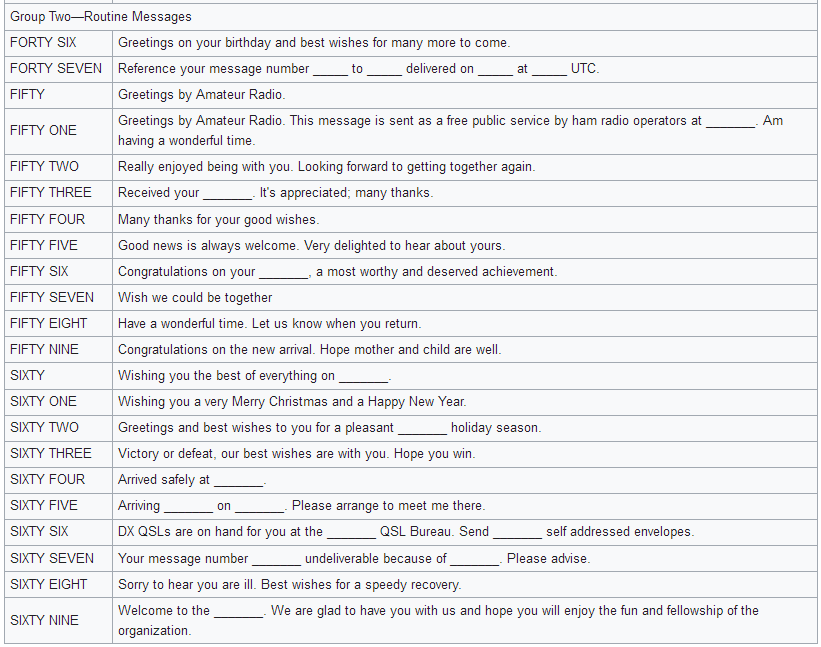 Group Two—Routine Messages
FORTY SIX Greetings on your birthday and best wishes for many more to come.
FORTY SEVEN Reference your message number _____ to _____ delivered on _____ at _____ UTC.
FIFTY Greetings by Amateur Radio.
FIFTY ONE Greetings by Amateur Radio. This message is sent as a free public service by ham radio operators at _______. Am
having a wonderful time.
FIFTY TWO Really enjoyed being with you. Looking forward to getting together again.
FIFTY THREE Received your _______. It's appreciated; many thanks.
FIFTY FOUR Many thanks for your good wishes.
FIFTY FIVE Good news is always welcome. Very delighted to hear about yours.
FIFTY SIX Congratulations on your _______, a most worthy and deserved achievement.
FIFTY SEVEN Wish we could be together
FIFTY EIGHT Have a wonderful time. Let us know when you return.
FIFTY NINE Congratulations on the new arrival. Hope mother and child are well.
SIXTY Wishing you the best of everything on _______.
SIXTY ONE Wishing you a very Merry Christmas and a Happy New Year.
SIXTY TWO Greetings and best wishes to you for a pleasant _______ holiday season.
SIXTY THREE Victory or defeat, our best wishes are with you. Hope you win.
SIXTY FOUR Arrived safely at _______.
SIXTY FIVE Arriving _______ on _______. Please arrange to meet me there.
SIXTY SIX DX QSLs are on hand for you at the _______ QSL Bureau. Send _______ self addressed envelopes.
SIXTY SEVEN Your message number _______ undeliverable because of _______. Please advise.
SIXTY EIGHT Sorry to hear you are ill. Best wishes for a speedy recovery.
SIXTY NINE Welcome to the _______. We are glad to have you with us and hope you will enjoy the fun and fellowship of the
organization.